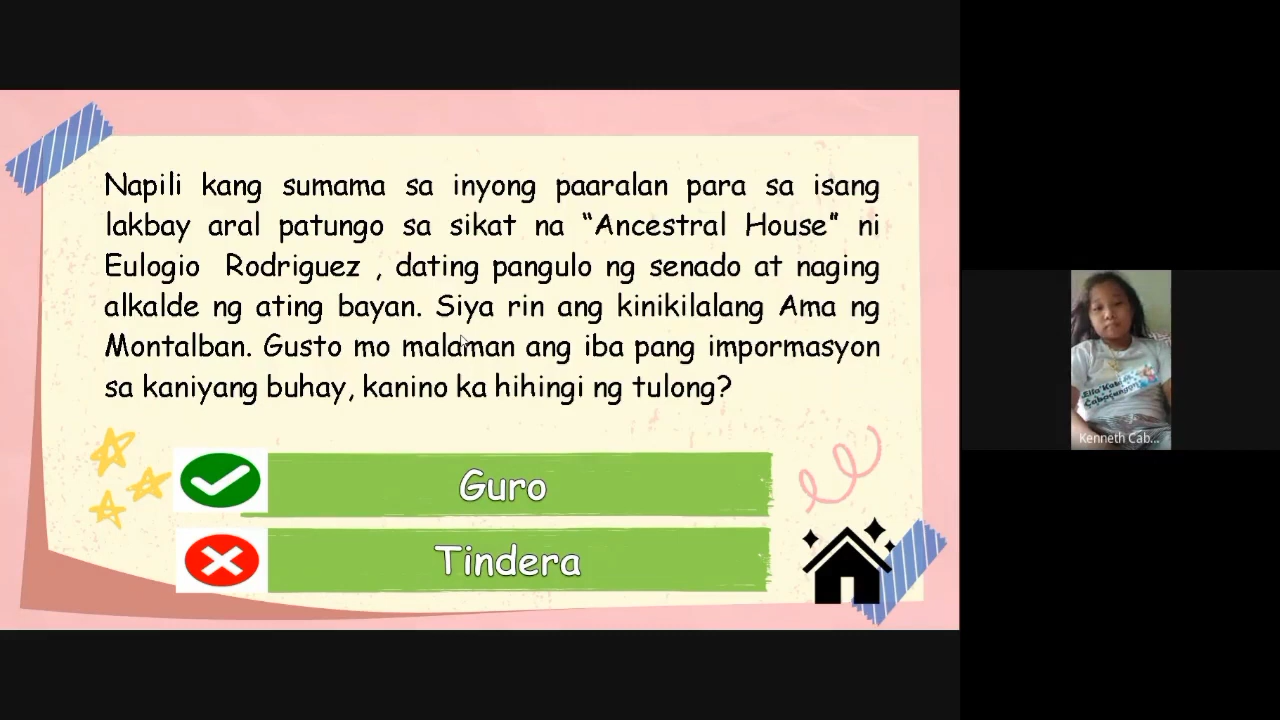 Napili kang sumama sa inyong paaralan para sa isang
lakbay aral patungo sa sikat na “Ancestral House” ni
Eulogio Rodriguez , dating pangulo ng senado at naging
alkalde ng ating bayan. Siya rin ang kinikilalang Ama ng
Montalban. Gusto mo malaman ang iba pang impormasyon
sa kaniyang buhay, kanino ka hihingi ng tulong?
Guro
Tindera
Kenneth Cab...